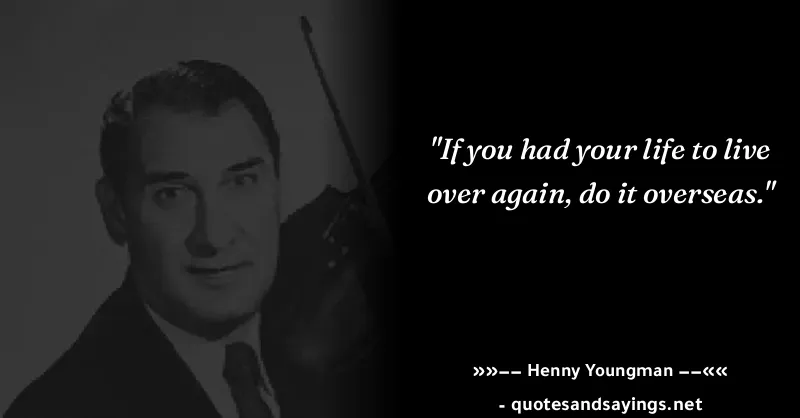 "If you had your life to live
over again, do it overseas."
»»–– Henny Youngman ––««
- quotesandsayings.net